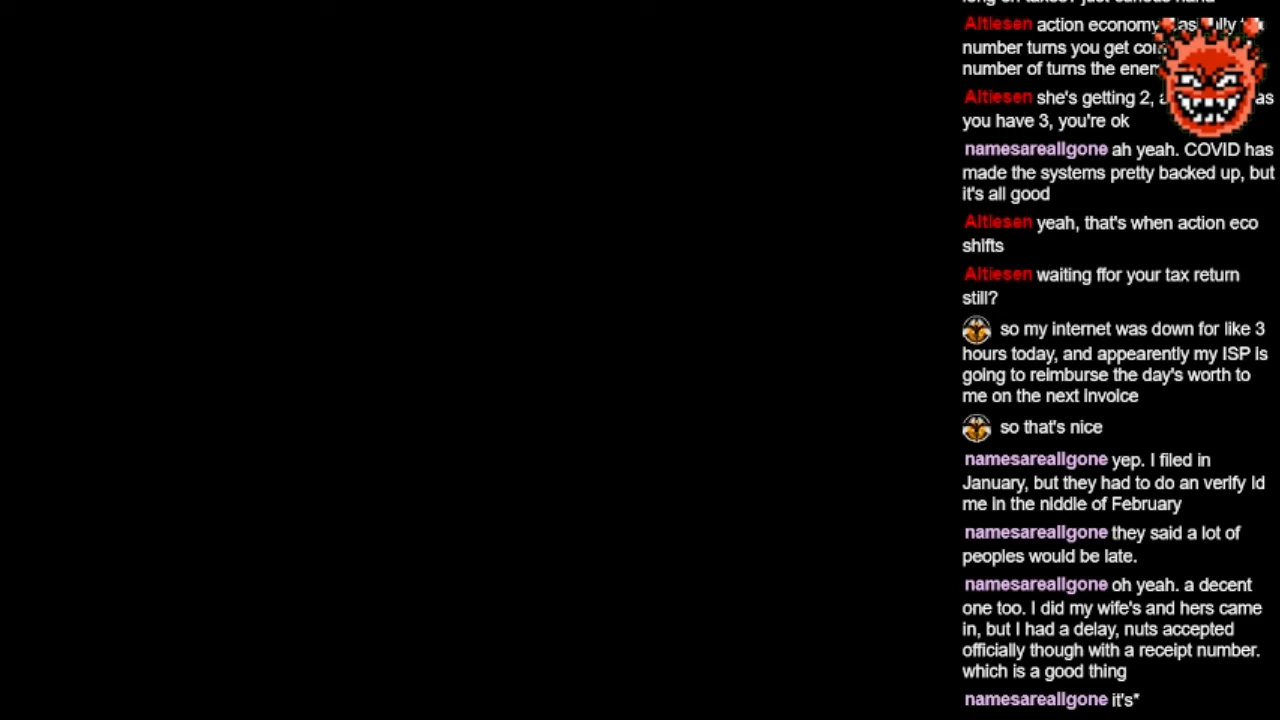 Altiesen action economy
number turns you get
number of turns the
Altiesen she's getting 2, as
you have 3, you're ok
namesareallgone ah yeah. COVID has
made the systems pretty backed up, but
it's all good
Altiesen yeah, that's when action eco
shifts
Altiesen waiting ffor your tax return
still?
so my internet was down for like 3
hours today, and appearently my ISP is
going to reimburse the day's worth to
me on the next invoice
so that's nice
namesareallgone yep. I filed in
January, but they had to do an verify id
me in the niddle of February
namesareallgone they said a lot of
peoples would be late.
namesareallgone oh yeah. a decent
one too. I did my wife's and hers came
in, but I had a delay, nuts accepted
officially though with a receipt number.
which is a good thing
namesareallgone it's*